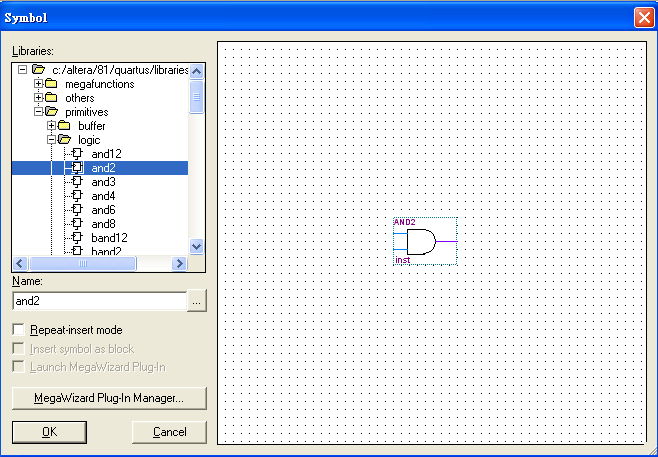 Symbol
Libraries:
c:/altera/81/quartus/libraries
megafunctions
others
primitives
buffer
logic
and12
and2
and3
and4
and6
and8
band12
band2
Name:
and2
...
Repeat-insert mode
Insert symbol as block
Launch MegaWizard Plug-In
MegaWizard Plug-In Manager...
OK
Cancel
AND2
inst